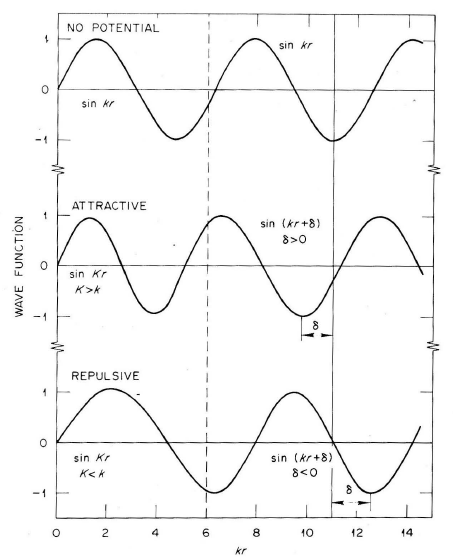 NO POTENTIAL
1
0
-1
sin kr
sin kr
ATTRACTIVE
1
0
-1
sin Kr
K>k
sin (kr+δ)
δ>0
δ
WAVE FUNCTION
REPULSIVE
1
0
-1
sin Kr
K<k
sin (kr+δ)
δ<0
δ
0 2 4 6 8 10 12 14
kr